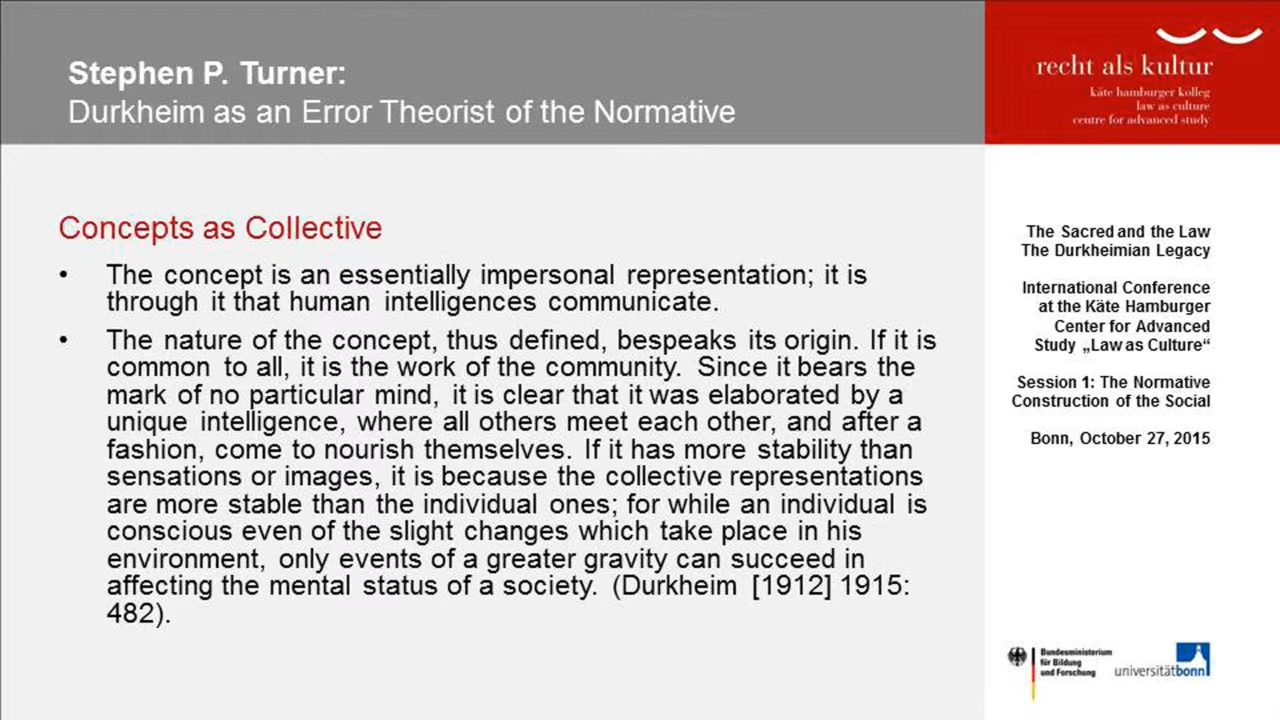 Stephen P. Turner:
Durkheim as an Error Theorist of the Normative
recht als kultur
käte hamburger kolleg
law as culture
centre for advanced study
Concepts as Collective
• The concept is an essentially impersonal representation; it is
through it that human intelligences communicate.
• The nature of the concept, thus defined, bespeaks its origin. If it is
common to all, it is the work of the community. Since it bears the
mark of no particular mind, it is clear that it was elaborated by a
unique intelligence, where all others meet each other, and after a
fashion, come to nourish themselves. If it has more stability than
sensations or images, it is because the collective representations
are more stable than the individual ones; for while an individual is
conscious even of the slight changes which take place in his
environment, only events of a greater gravity can succeed in
affecting the mental status of a society. (Durkheim [1912] 1915:
482).
The Sacred and the Law
The Durkheimian Legacy
International Conference
at the Käte Hamburger
Center for Advanced
Study „Law as Culture“
Session 1: The Normative
Construction of the Social
Bonn, October 27, 2015
Bundesministerium
für Bildung
und Forschung
universitätbonn